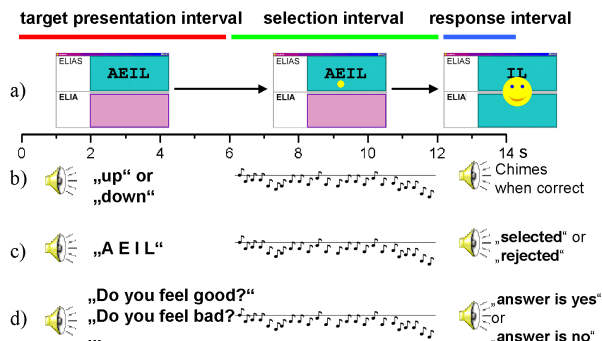 target presentation interval selection interval response interval
a)
ELIAS AEIL ELIAS AEIL ELIAS IL
ELIA ELIA ELIA
0 2 4 6 8 10 12 14 s
b) „up“ or Chimes
„down“ when correct
c) „A E I L“ „selected“ or
„rejected“
„Do you feel good?“ „answer is yes“
d) „Do you feel bad? or
... „answer is no“